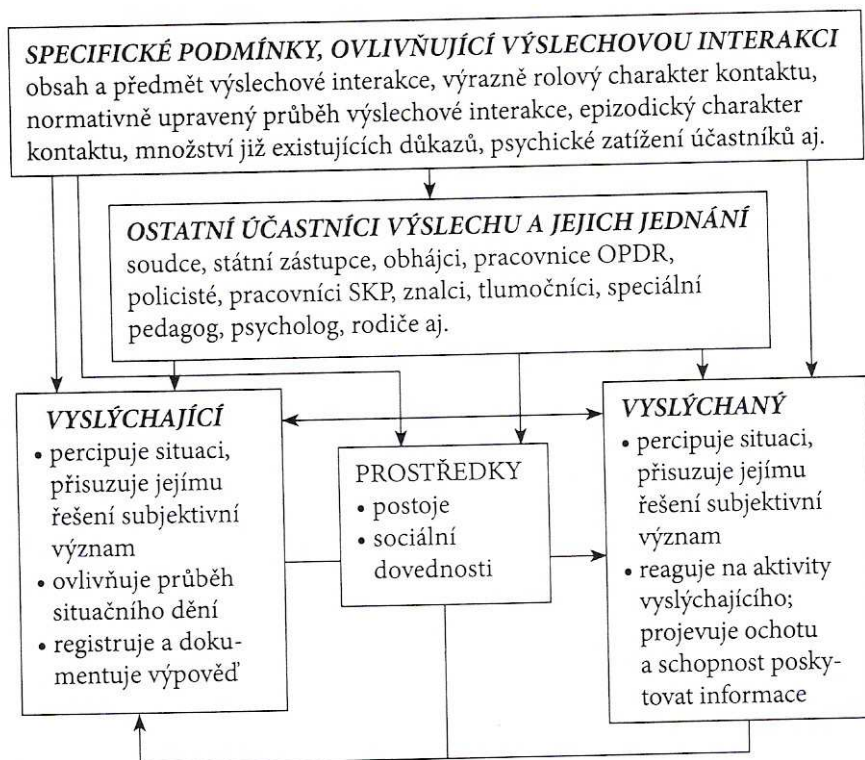 SPECIFICKÉ PODMÍNKY, OVLIVŇUJÍCÍ VÝSLECHOVOU INTERAKCI
obsah a předmět výslechové interakce, výrazně rolový charakter kontaktu,
normativně upravený průběh výslechové interakce, epizodický charakter
kontaktu, množství již existujících důkazů, psychické zatížení účastníků aj.
OSTATNÍ ÚČASTNÍCI VÝSLECHU A JEJICH JEDNÁNÍ
soudce, státní zástupce, obhájci, pracovnice OPDR,
policisté, pracovníci SKP, znalci, tlumočníci, speciální
pedagog, psycholog, rodiče aj.
VYSLÝCHAJÍCÍ
• percipuje situaci,
přisuzuje jejímu
řešení subjektivní
význam
• ovlivňuje průběh
situačního dění
• registruje a doku-
mentuje výpověď
PROSTŘEDKY
• postoje
• sociální
dovednosti
VYSLÝCHANÝ
• percipuje situaci,
přisuzuje jejímu
řešení subjektivní
význam
• reaguje na aktivity
vyslýchajícího;
projevuje ochotu
a schopnost posky-
tovat informace